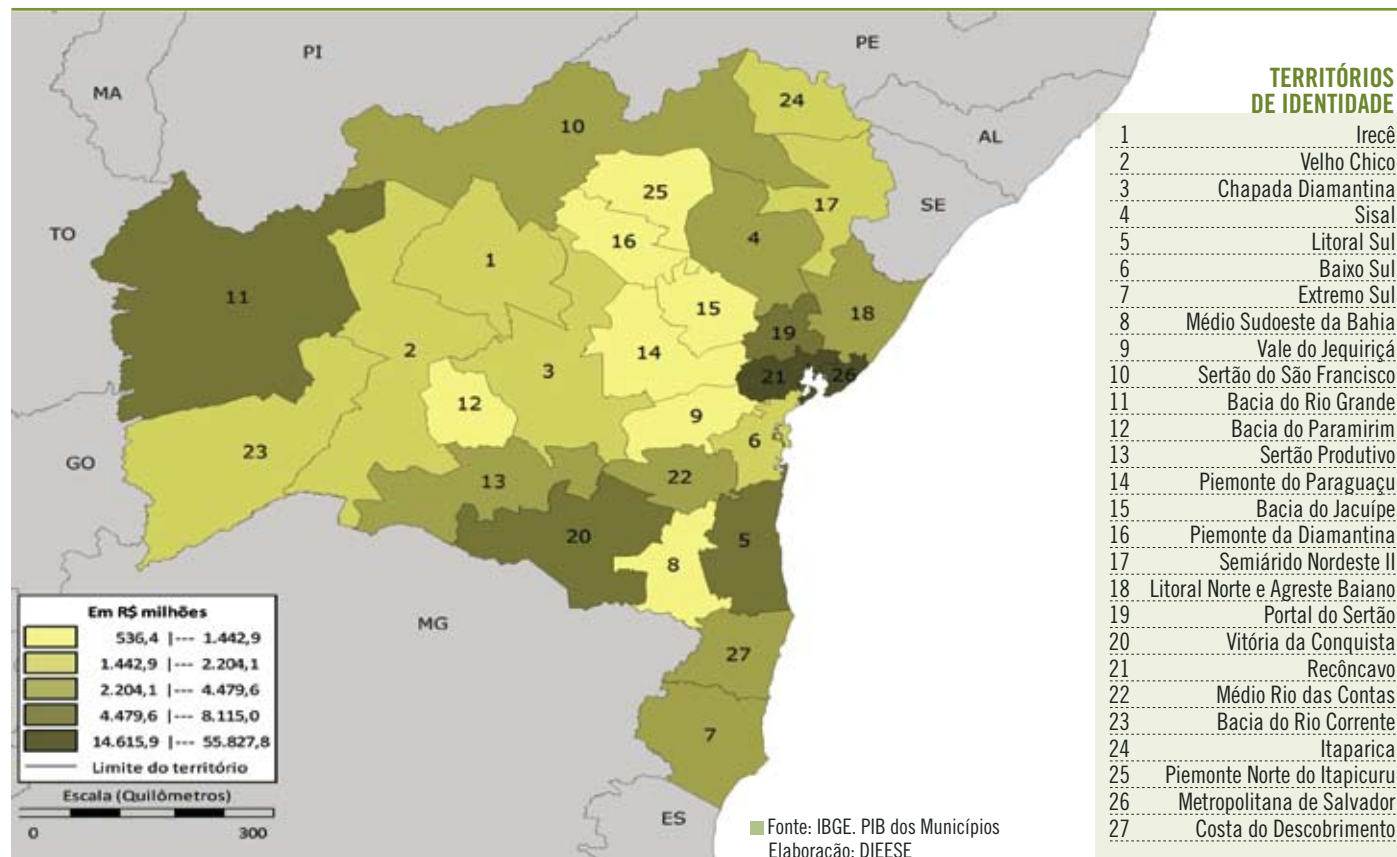 PI
PE
MA
TERRITÓRIOS
DE IDENTIDADE
24
10
AL
1 Irecê
2 Velho Chico
3 Chapada Diamantina
4 Sisal
5 Litoral Sul
6 Baixo Sul
7 Extremo Sul
8 Médio Sudoeste da Bahia
9 Vale do Jequiriçá
10 Sertão do São Francisco
11 Bacia do Rio Grande
12 Bacia do Paramirim
13 Sertão Produtivo
14 Piemonte do Paraguaçu
15 Bacia do Jacuípe
16 Piemonte da Diamantina
17 Semiárido Nordeste II
18 Litoral Norte e Agreste Baiano
19 Portal do Sertão
20 Vitória da Conquista
21 Recôncavo
22 Médio Rio das Contas
23 Bacia do Rio Corrente
24 Itaparica
25 Piemonte Norte do Itapicuru
26 Metropolitana de Salvador
27 Costa do Descobrimento
25
17
SE
TO
16
4
1
11
15
18
19
2
14
3
21
26
12
9
6
23
GO
13
22
20
5
8
MG
27
7
ES
Em R$ milhões
536,4 |--- 1.442,9
1.442,9 |--- 2.204,1
2.204,1 |--- 4.479,6
4.479,6 |--- 8.115,0
14.615,9 |--- 55.827,8
Limite do território
Escala (Quilômetros)
0 300
Fonte: IBGE. PIB dos Municípios
Elaboração: DIEESE